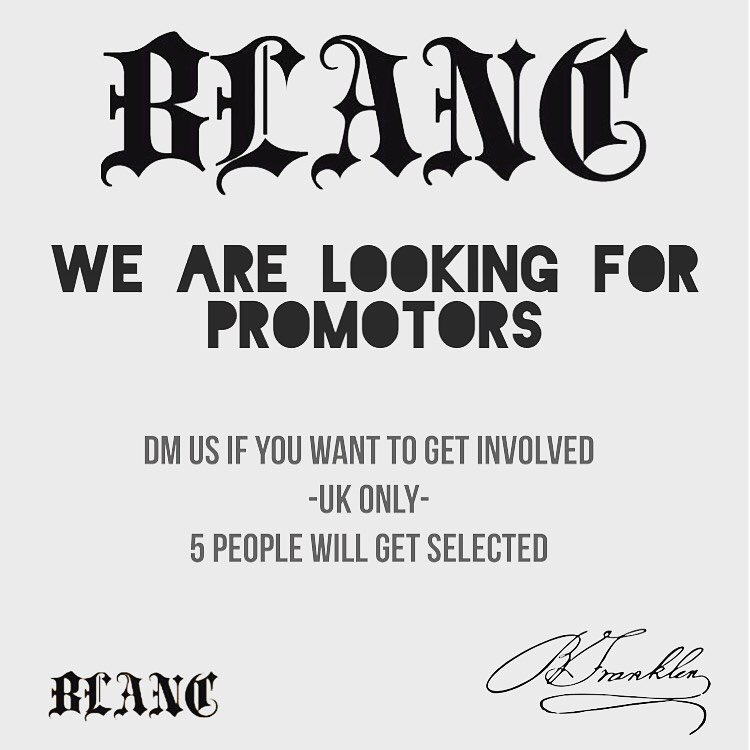 BLANC
WE ARE LOOKING FOR
PROMOTORS
DM US IF YOU WANT TO GET INVOLVED
-UK ONLY-
5 PEOPLE WILL GET SELECTED
BLANC
B Franklin